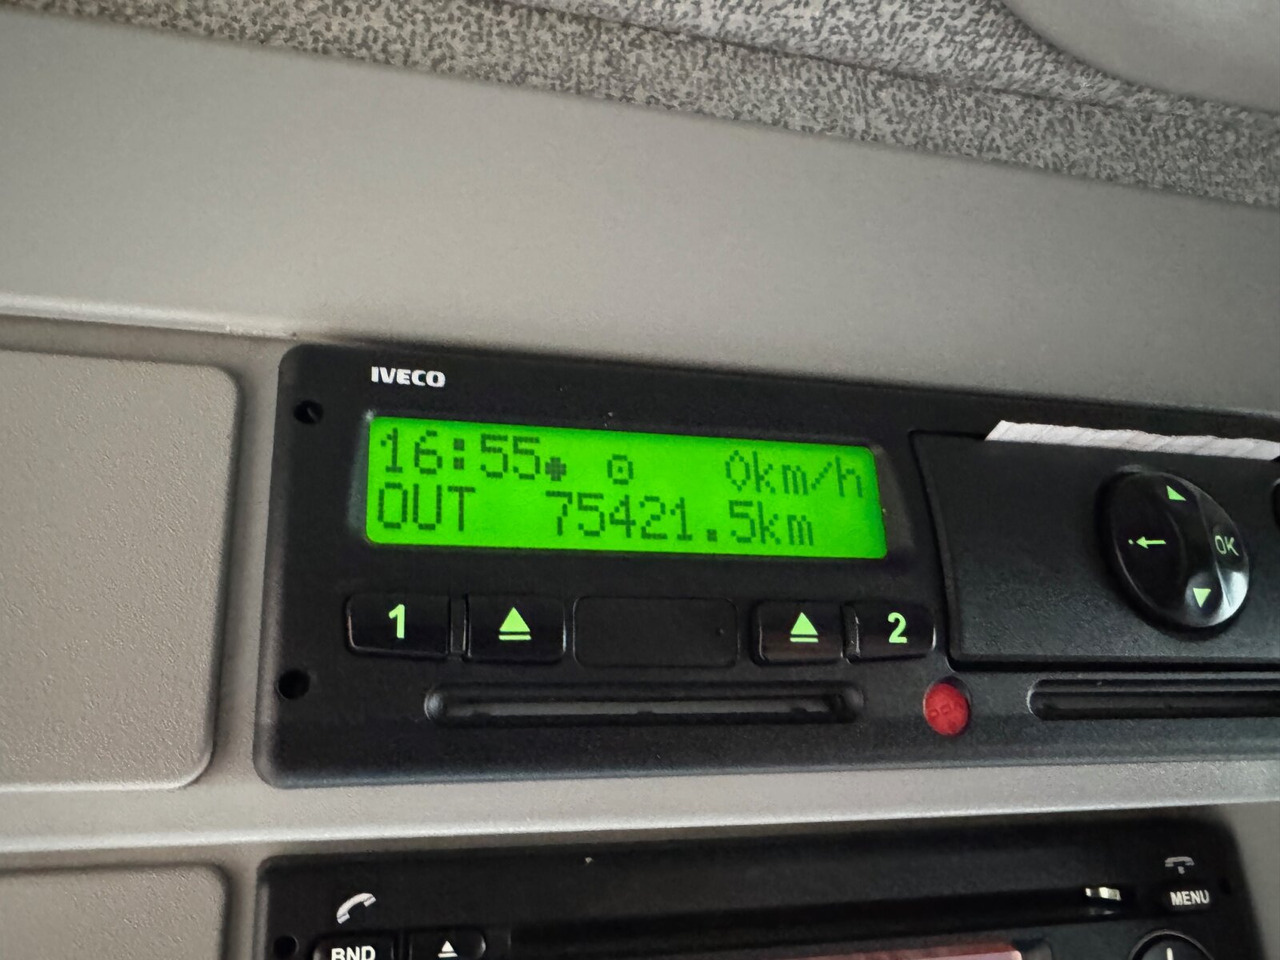 IVECO
16:55 0km/h
OUT 75421.5km
1
2
OK
BND
MENU